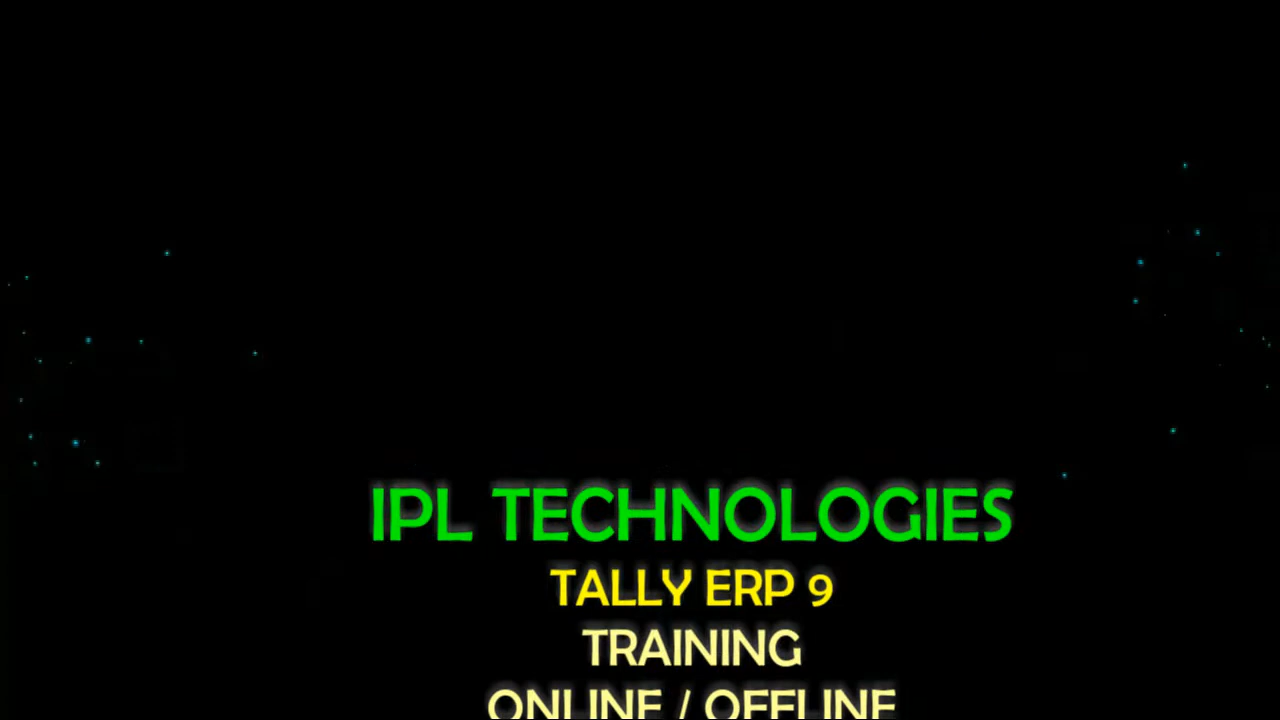 IPL TECHNOLOGIES
TALLY ERP 9
TRAINING
ONLINE / OFFLINE